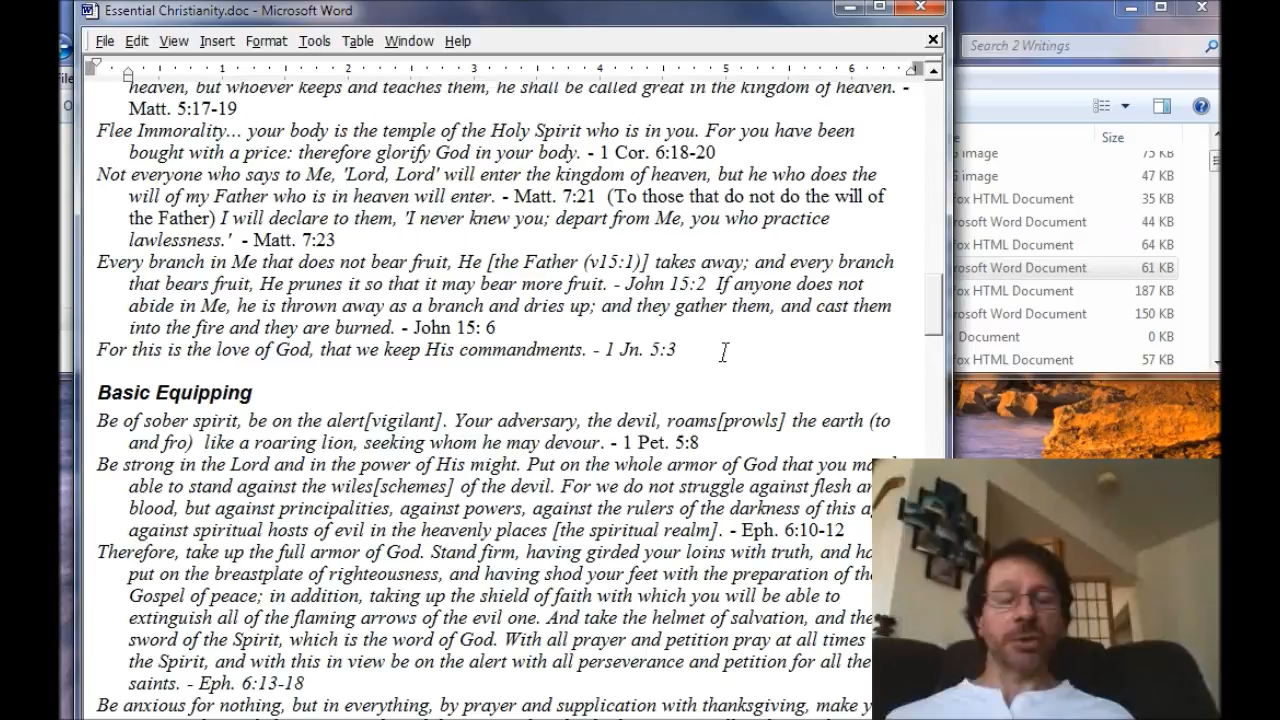 Essential Christianity.doc - Microsoft Word
Search 2 Writings
File Edit View Insert Format Tools Table Window Help
1 2 3 4 5 6
heaven, but whoever keeps and teaches them, he shall be called great in the kingdom of heaven. -
Matt. 5:17-19
Flee Immorality... your body is the temple of the Holy Spirit who is in you. For you have been
bought with a price: therefore glorify God in your body. - 1 Cor. 6:18-20
Not everyone who says to Me, 'Lord, Lord' will enter the kingdom of heaven, but he who does the
will of my Father who is in heaven will enter. - Matt. 7:21 (To those that do not do the will of
the Father) I will declare to them, 'I never knew you; depart from Me, you who practice
lawlessness.' - Matt. 7:23
Every branch in Me that does not bear fruit, He [the Father (v15:1)] takes away; and every branch
that bears fruit, He prunes it so that it may bear more fruit. - John 15:2 If anyone does not
abide in Me, he is thrown away as a branch and dries up; and they gather them, and cast them
into the fire and they are burned. - John 15: 6
For this is the love of God, that we keep His commandments. - 1 Jn. 5:3
Basic Equipping
Be of sober spirit, be on the alert[vigilant]. Your adversary, the devil, roams[prowls] the earth (to
and fro) like a roaring lion, seeking whom he may devour. - 1 Pet. 5:8
Be strong in the Lord and in the power of His might. Put on the whole armor of God that you ma
able to stand against the wiles[schemes] of the devil. For we do not struggle against flesh an
blood, but against principalities, against powers, against the rulers of the darkness of this a
against spiritual hosts of evil in the heavenly places [the spiritual realm]. - Eph. 6:10-12
Therefore, take up the full armor of God. Stand firm, having girded your loins with truth, and ha
put on the breastplate of righteousness, and having shod your feet with the preparation of the
Gospel of peace; in addition, taking up the shield of faith with which you will be able to
extinguish all of the flaming arrows of the evil one. And take the helmet of salvation, and the
sword of the Spirit, which is the word of God. With all prayer and petition pray at all times
the Spirit, and with this in view be on the alert with all perseverance and petition for all the
saints. - Eph. 6:13-18
Be anxious for nothing, but in everything, by prayer and supplication with thanksgiving, make y
Size
G image 75 KB
G image 47 KB
fox HTML Document 35 KB
rosoft Word Document 44 KB
fox HTML Document 64 KB
rosoft Word Document 61 KB
fox HTML Document 187 KB
rosoft Word Document 150 KB
Document 0 KB
fox HTML Document 57 KB